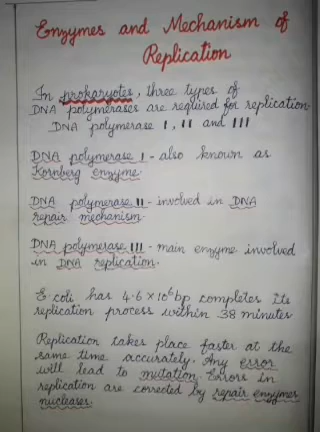 Enzymes and Mechanism of
Replication
In prokaryotes, three types of
DNA polymerases are required for replication
DNA polymerase I, II and III
DNA polymerase I - also known as
Kornberg enzyme.
DNA polymerase II - involved in DNA
repair mechanism.
DNA polymerase III - main enzyme involved
in DNA replication.
E coli has 4.6 x 10⁶ bp completes its
replication process within 38 minutes
Replication takes place faster at the
same time accurately. Any error
will lead to mutation. Errors in
replication are corrected by repair enzymes
nucleases.